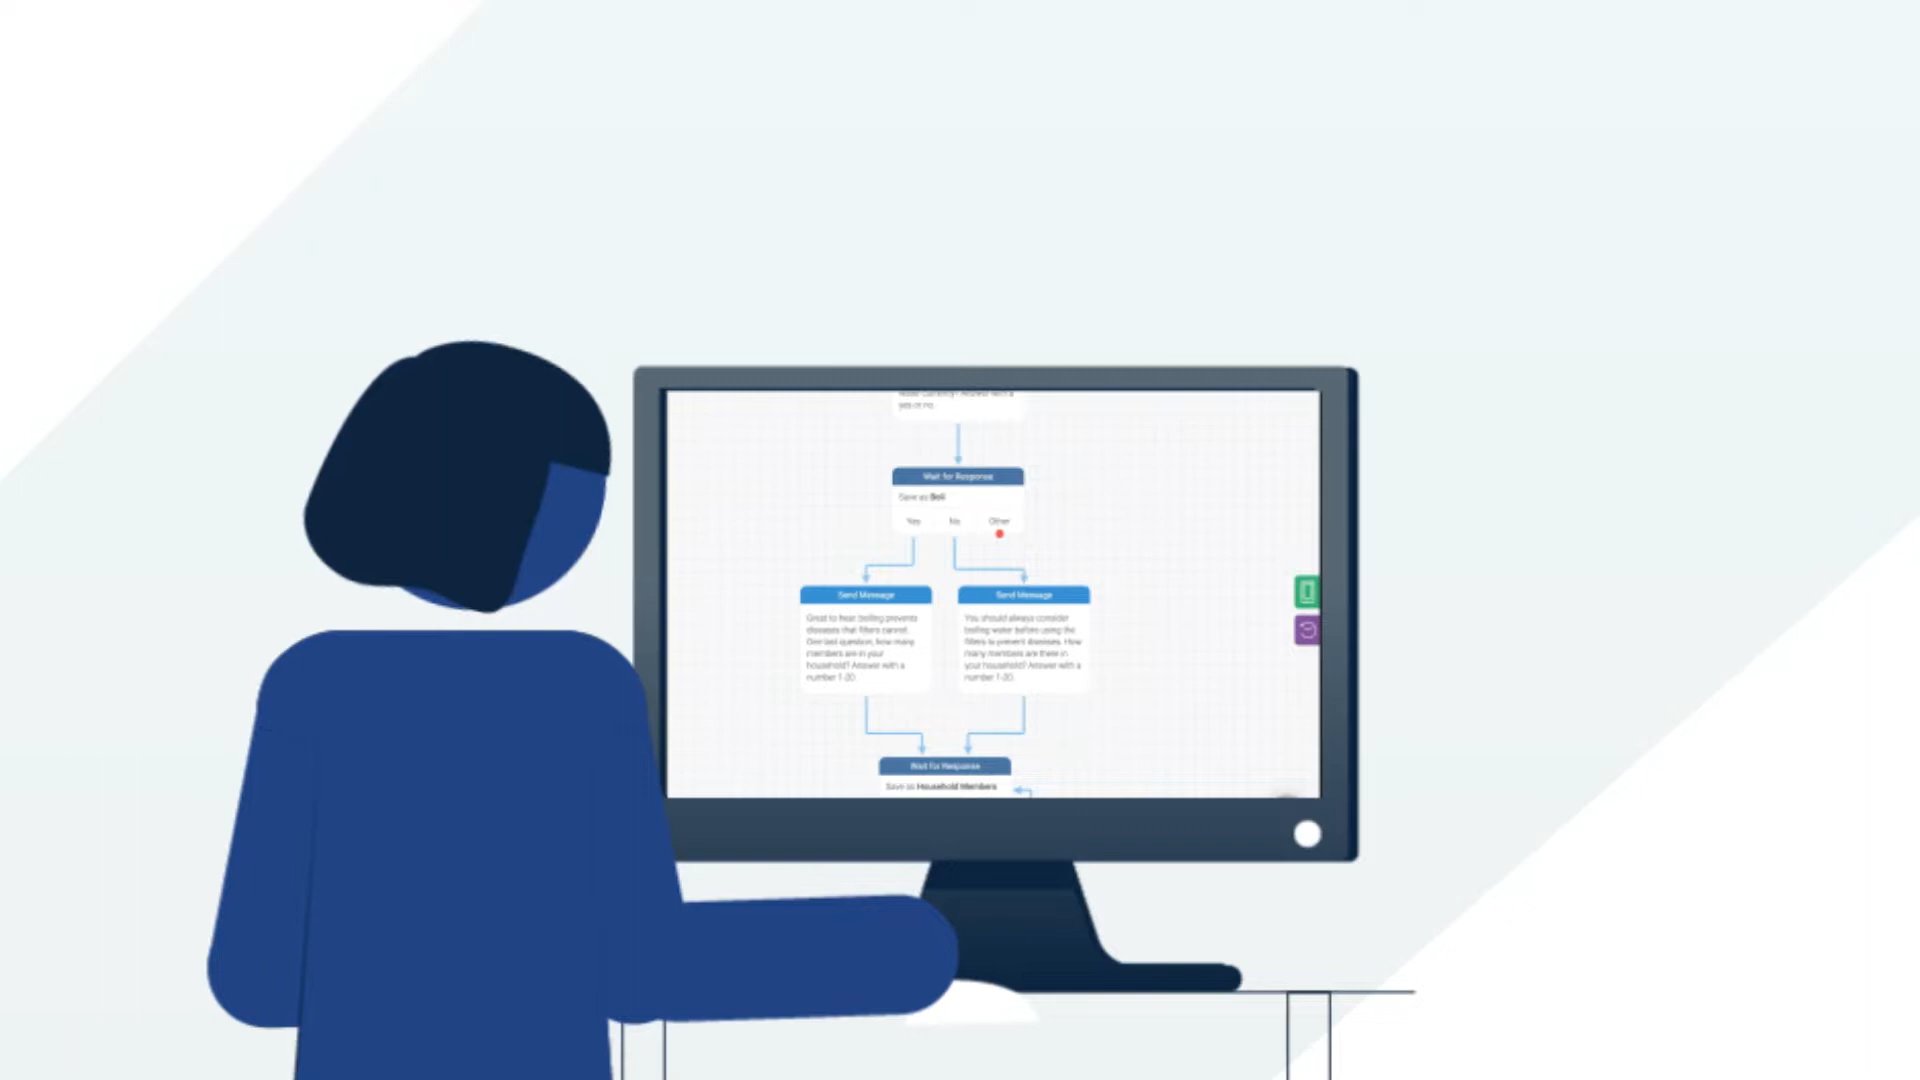 yes or no.
Wait for Response
Save as Boil
Yes No Other
Send Message
Great to hear, boiling prevents
diseases that filters cannot.
One last question, how many
members are in your
household? Answer with a
number 1-20.
Send Message
You should always consider
boiling water before using the
filters to prevent diseases. How
many members are there in
your household? Answer with a
number 1-20.
Wait for Response
Save as Household Members